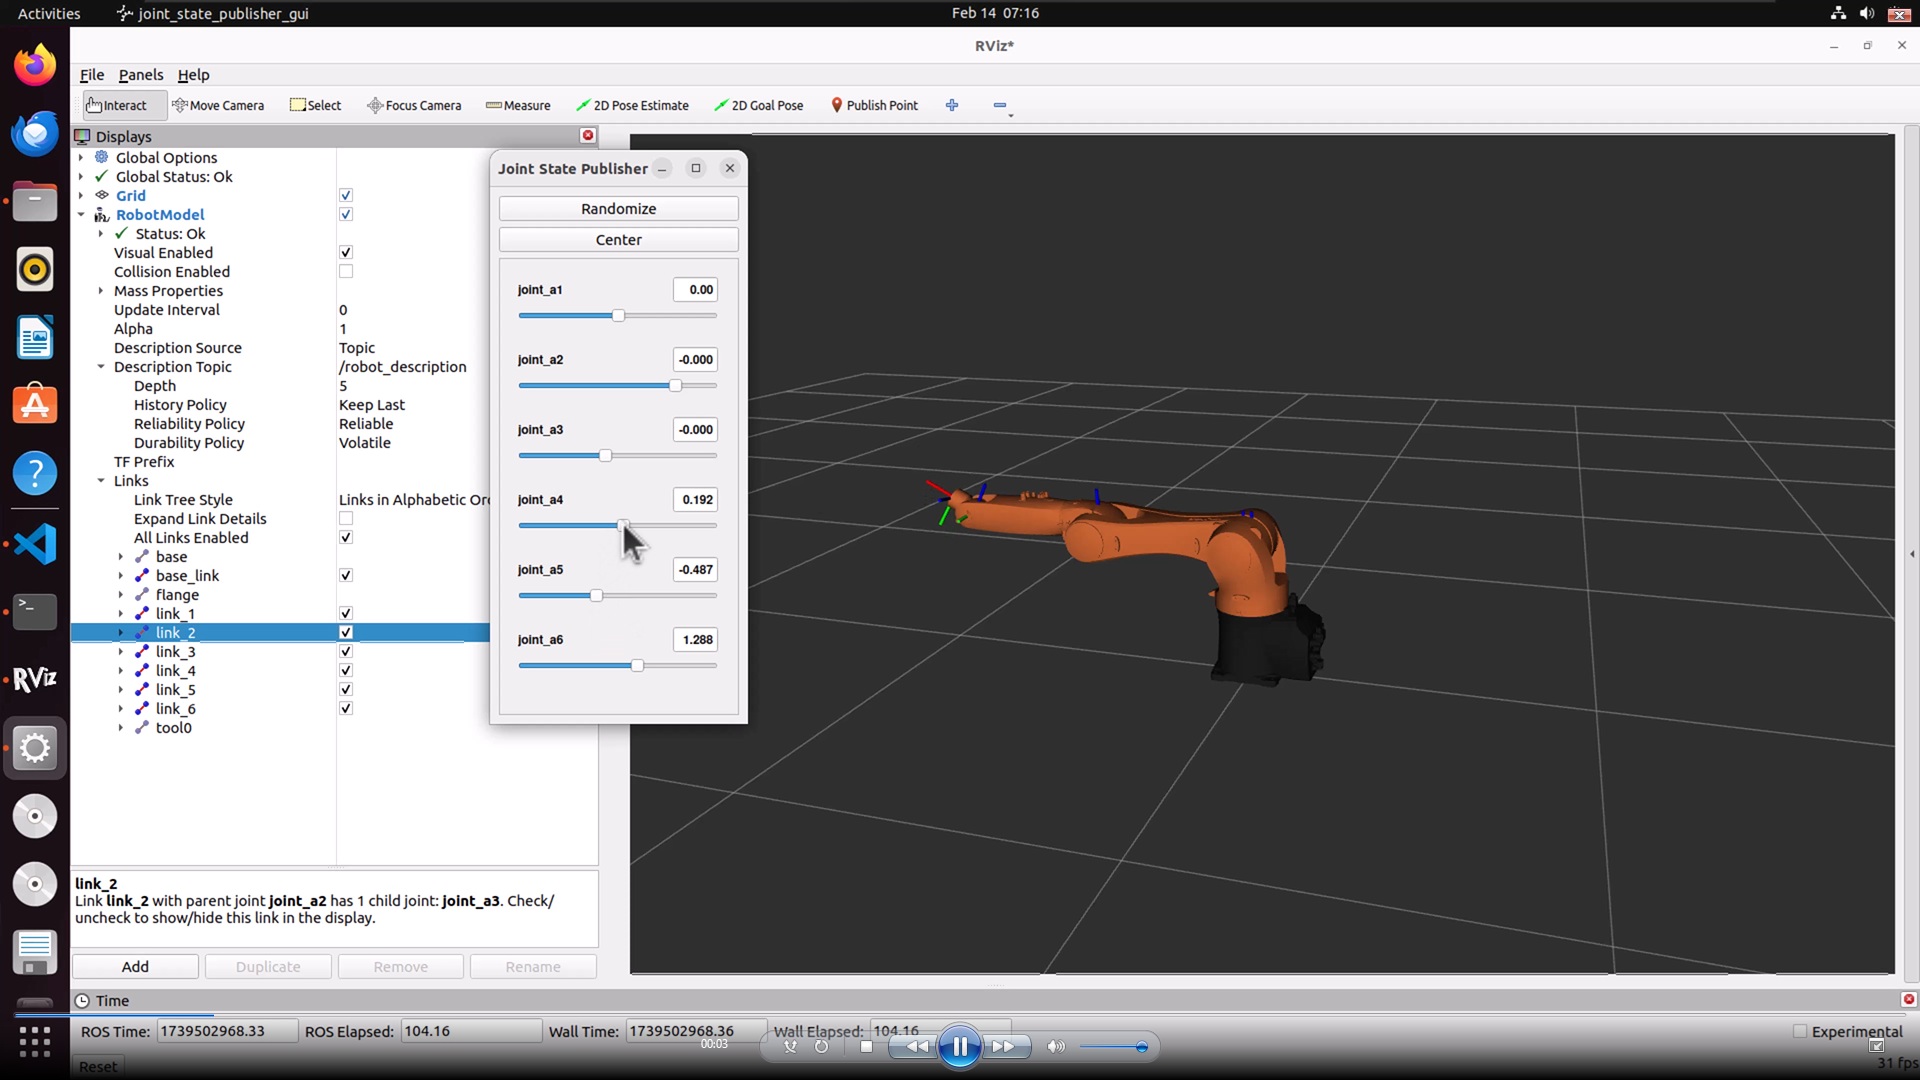 Activities
joint_state_publisher_gui
Feb 14 07:16
RViz*
File Panels Help
Interact Move Camera Select Focus Camera Measure 2D Pose Estimate 2D Goal Pose Publish Point
Displays
Global Options
Global Status: Ok
Grid
RobotModel
Status: Ok
Visual Enabled
Collision Enabled
Mass Properties
Update Interval 0
Alpha 1
Description Source Topic
Description Topic /robot_description
Depth 5
History Policy Keep Last
Reliability Policy Reliable
Durability Policy Volatile
TF Prefix
Links
Link Tree Style Links in Alphabetic Orc
Expand Link Details
All Links Enabled
base
base_link
flange
link_1
link_2
link_3
link_4
link_5
link_6
tool0
Joint State Publisher
Randomize
Center
joint_a1 0.00
joint_a2 -0.000
joint_a3 -0.000
joint_a4 0.192
joint_a5 -0.487
joint_a6 1.288
link_2
Link link_2 with parent joint joint_a2 has 1 child joint: joint_a3. Check/
uncheck to show/hide this link in the display.
Add Duplicate Remove Rename
RViz
Time
ROS Time: 1739502968.33 ROS Elapsed: 104.16 Wall Time: 1739502968.36 Wall Elapsed: 104.16 Experimental
00:03
Reset
31 fps